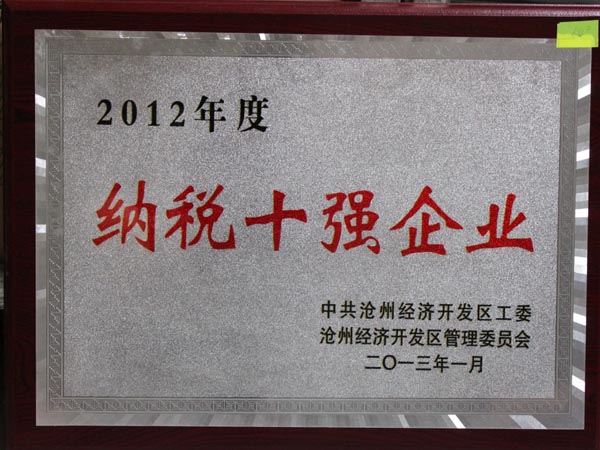 2012年度
纳税十强企业
中共沧州经济开发区工委
沧州经济开发区管理委员会
二〇一三年一月